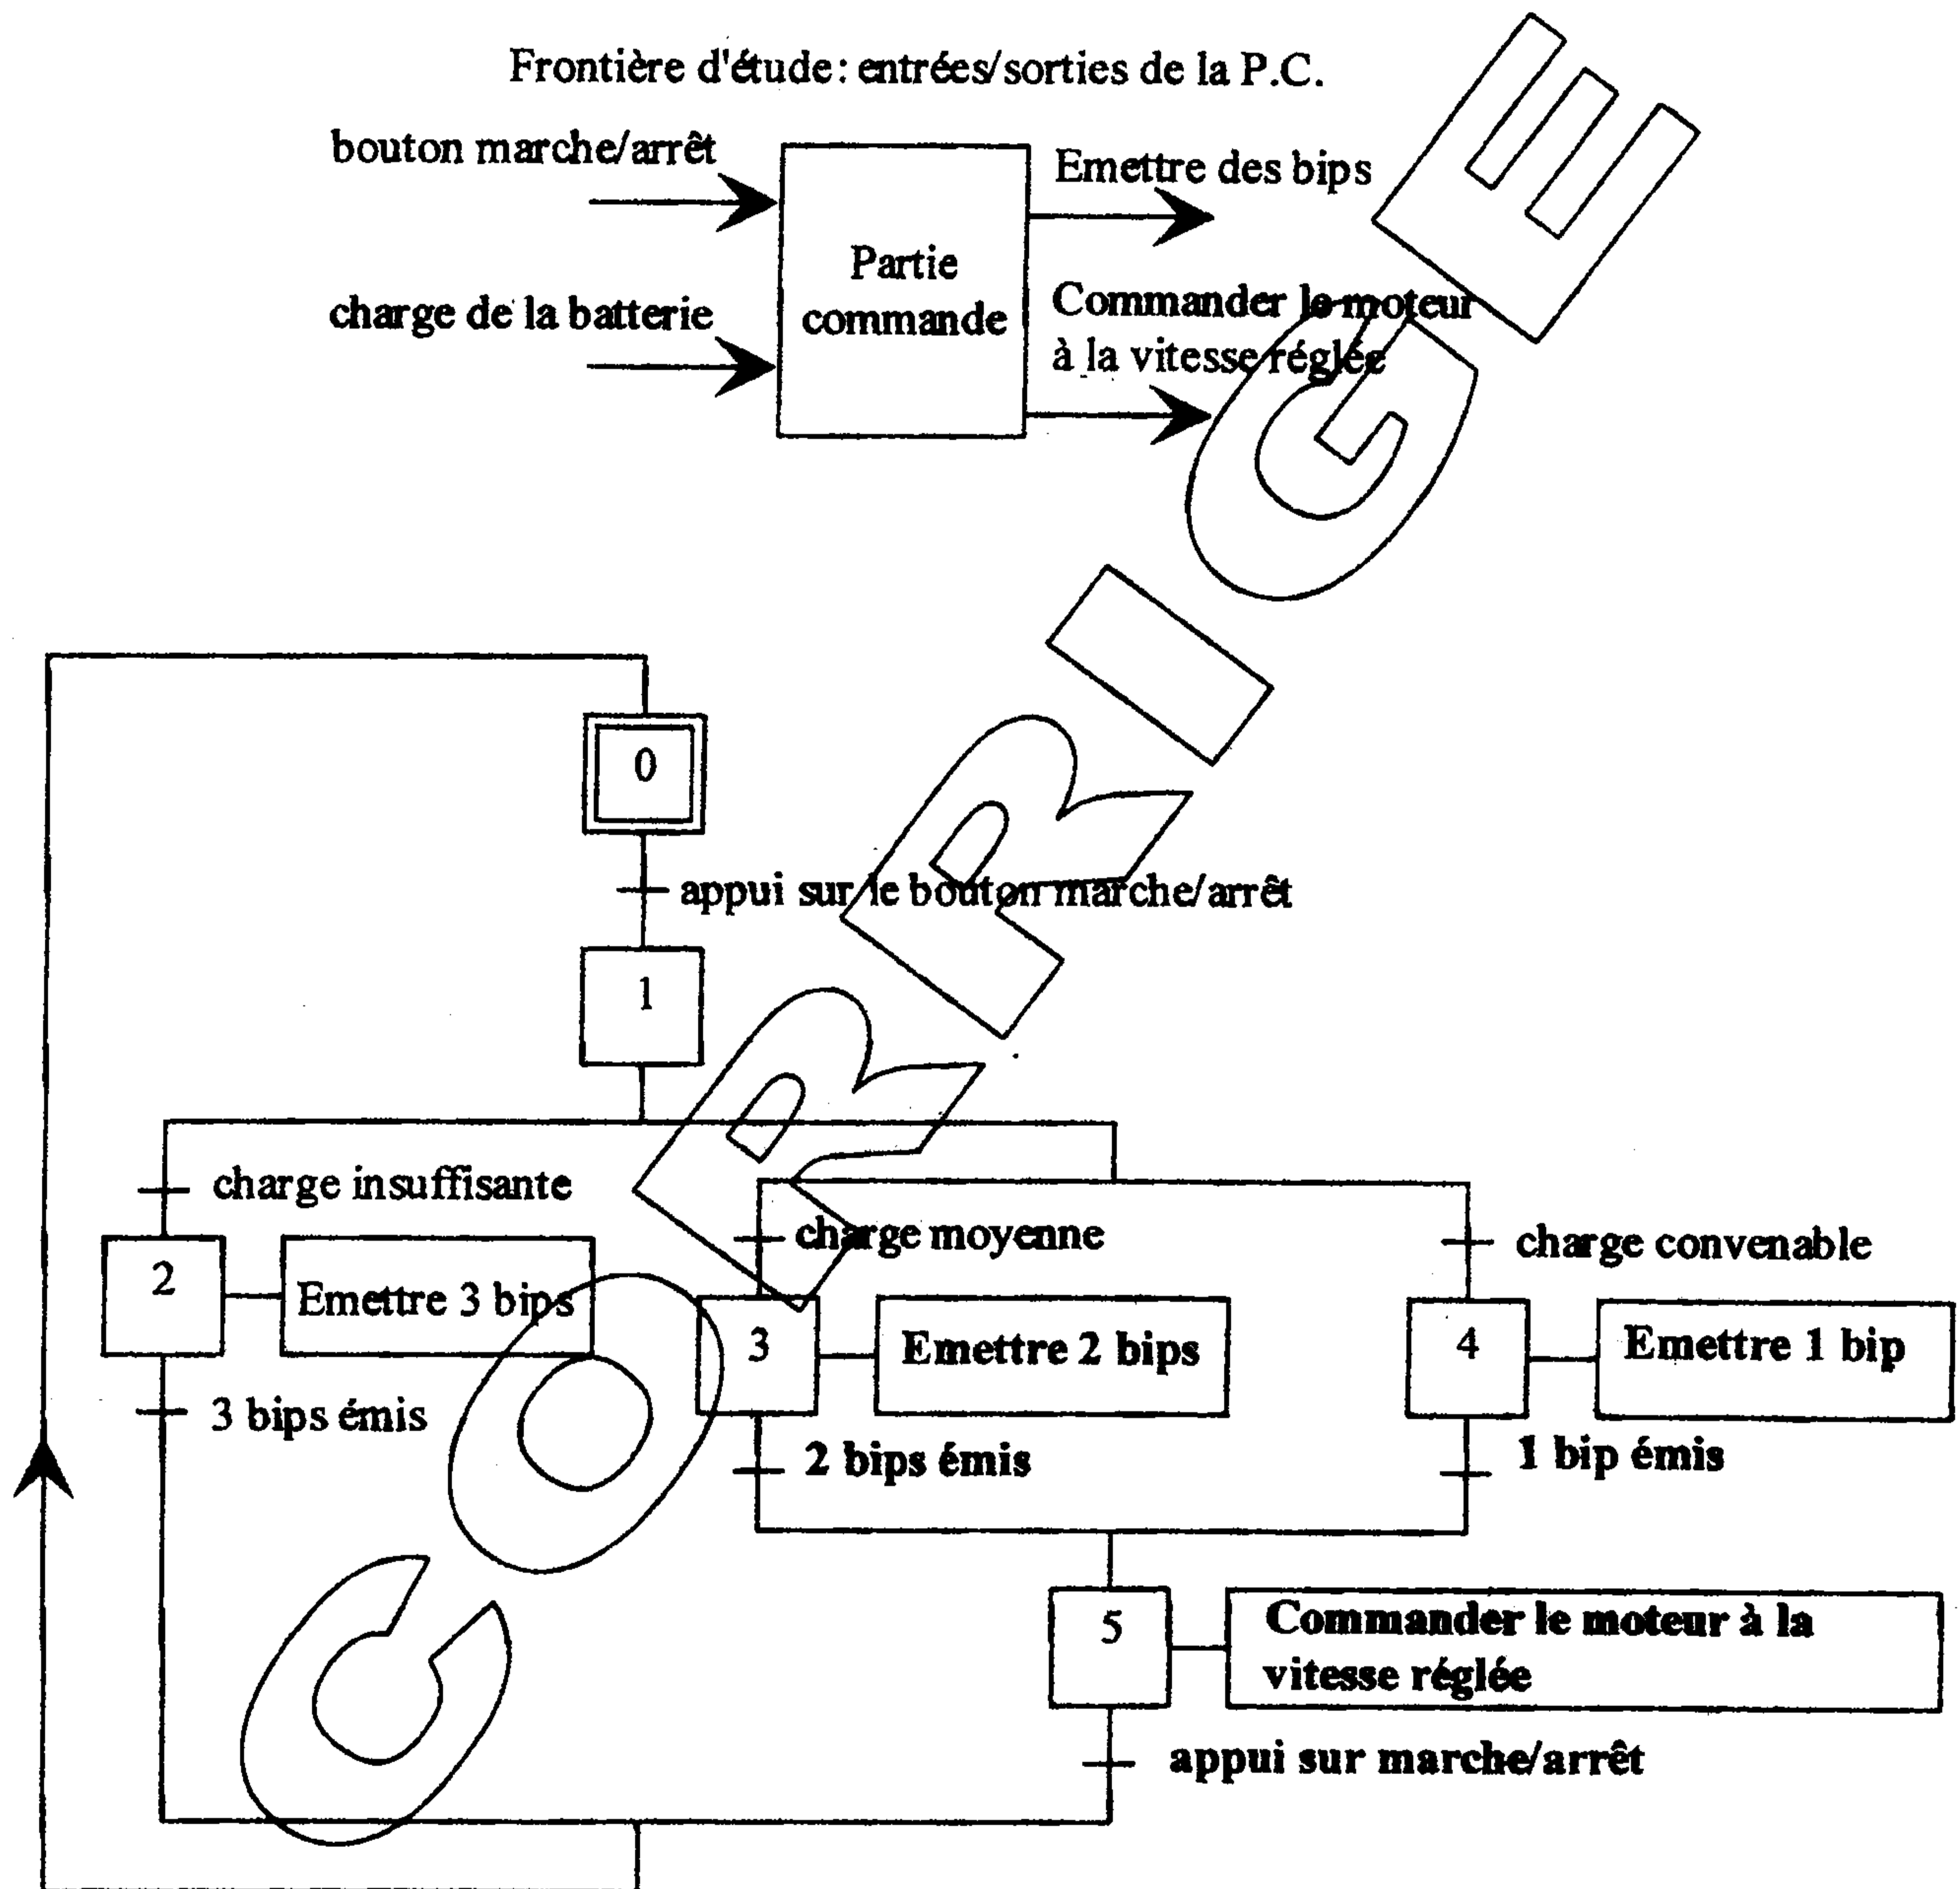 Frontière d'étude: entrées/sorties de la P.C.
bouton marche/arrêt
Emettre des bips
Partie
commande
charge de la batterie
Commander le moteur
à la vitesse réglée
0
appui sur le bouton marche/arrêt
1
charge insuffisante
charge moyenne
charge convenable
2
Emettre 3 bips
3
Emettre 2 bips
4
Emettre 1 bip
3 bips émis
2 bips émis
1 bip émis
5
Commander le moteur à la
vitesse réglée
appui sur marche/arrêt
CORRIGE